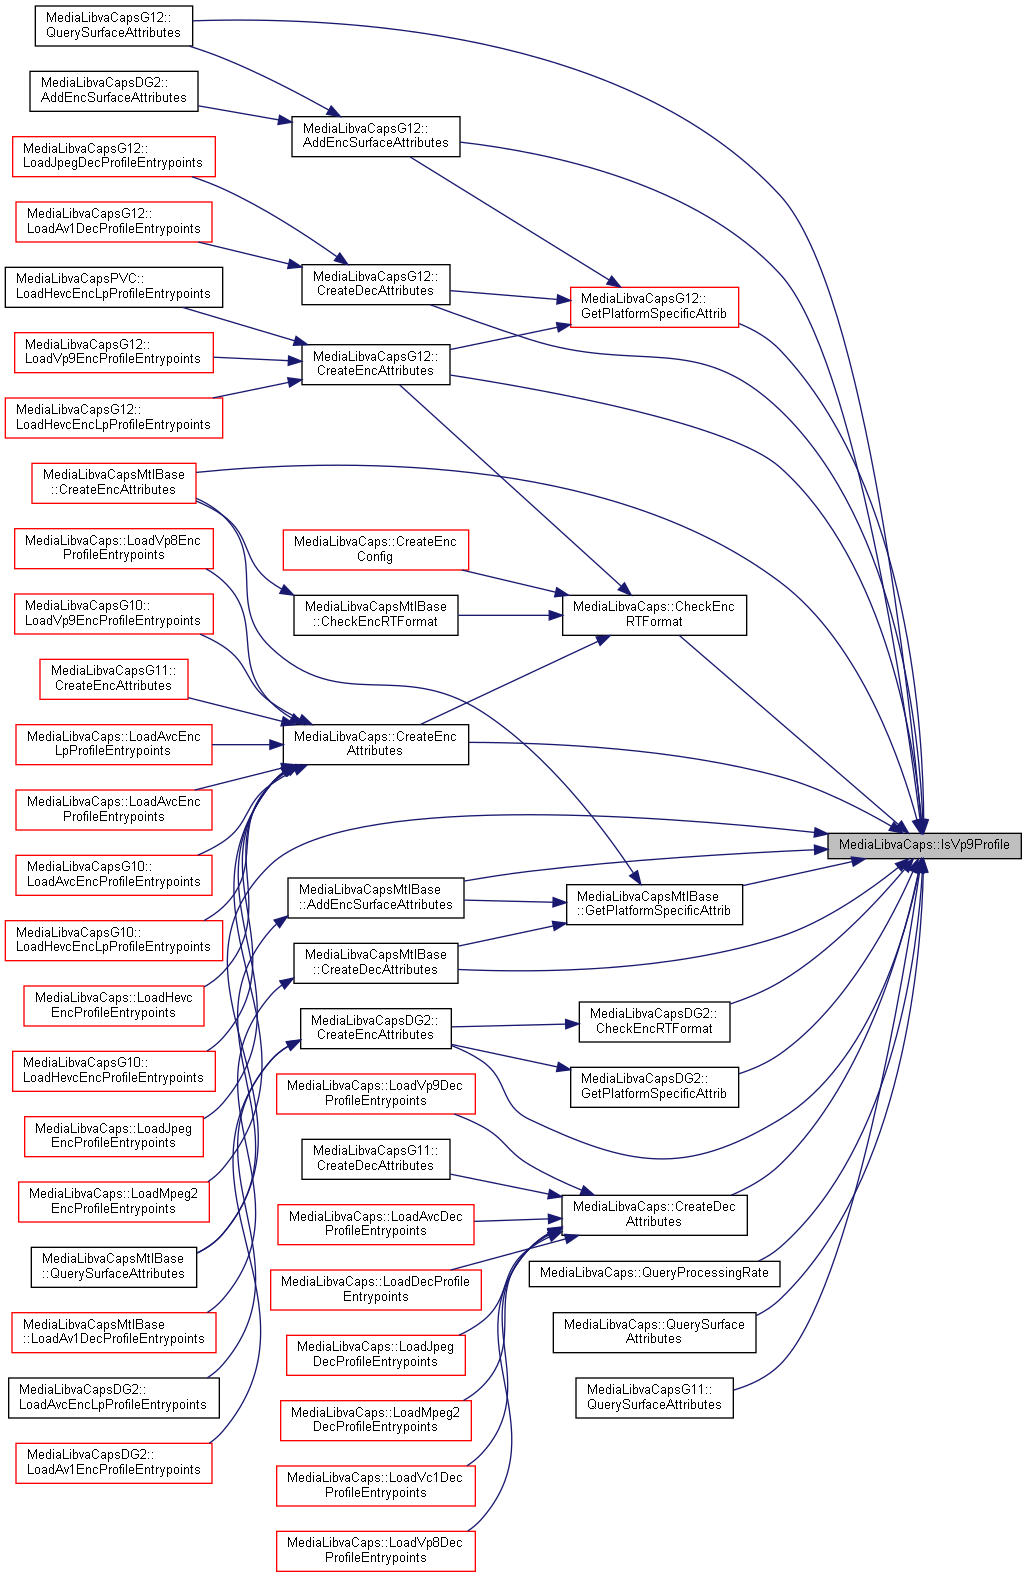 MediaLibvaCapsG12::
QuerySurfaceAttributes
MediaLibvaCapsDG2::
AddEncSurfaceAttributes
MediaLibvaCapsG12::
AddEncSurfaceAttributes
MediaLibvaCapsG12::
LoadJpegDecProfileEntrypoints
MediaLibvaCapsG12::
LoadAv1DecProfileEntrypoints
MediaLibvaCapsG12::
CreateDecAttributes
MediaLibvaCapsPVC::
LoadHevcEncLpProfileEntrypoints
MediaLibvaCapsG12::
GetPlatformSpecificAttrib
MediaLibvaCapsG12::
LoadVp9EncProfileEntrypoints
MediaLibvaCapsG12::
CreateEncAttributes
MediaLibvaCapsG12::
LoadHevcEncLpProfileEntrypoints
MediaLibvaCapsMtlBase
::CreateEncAttributes
MediaLibvaCaps::LoadVp8Enc
ProfileEntrypoints
MediaLibvaCaps::CreateEnc
Config
MediaLibvaCapsG10::
LoadVp9EncProfileEntrypoints
MediaLibvaCapsMtlBase
::CheckEncRTFormat
MediaLibvaCaps::CheckEnc
RTFormat
MediaLibvaCapsG11::
CreateEncAttributes
MediaLibvaCaps::LoadAvcEnc
LpProfileEntrypoints
MediaLibvaCaps::CreateEnc
Attributes
MediaLibvaCaps::LoadAvcEnc
ProfileEntrypoints
MediaLibvaCaps::IsVp9Profile
MediaLibvaCapsG10::
LoadAvcEncProfileEntrypoints
MediaLibvaCapsMtlBase
::AddEncSurfaceAttributes
MediaLibvaCapsMtlBase
::GetPlatformSpecificAttrib
MediaLibvaCapsG10::
LoadHevcEncLpProfileEntrypoints
MediaLibvaCapsMtlBase
::CreateDecAttributes
MediaLibvaCaps::LoadHevc
EncProfileEntrypoints
MediaLibvaCapsDG2::
CreateEncAttributes
MediaLibvaCapsDG2::
CheckEncRTFormat
MediaLibvaCapsG10::
LoadHevcEncProfileEntrypoints
MediaLibvaCaps::LoadVp9Dec
ProfileEntrypoints
MediaLibvaCapsDG2::
GetPlatformSpecificAttrib
MediaLibvaCaps::LoadJpeg
EncProfileEntrypoints
MediaLibvaCapsG11::
CreateDecAttributes
MediaLibvaCaps::LoadMpeg2
EncProfileEntrypoints
MediaLibvaCaps::LoadAvcDec
ProfileEntrypoints
MediaLibvaCaps::CreateDec
Attributes
MediaLibvaCapsMtlBase
::QuerySurfaceAttributes
MediaLibvaCaps::LoadDecProfile
Entrypoints
MediaLibvaCaps::QueryProcessingRate
MediaLibvaCapsMtlBase
::LoadAv1DecProfileEntrypoints
MediaLibvaCaps::LoadJpeg
DecProfileEntrypoints
MediaLibvaCaps::QuerySurface
Attributes
MediaLibvaCapsDG2::
LoadAvcEncLpProfileEntrypoints
MediaLibvaCaps::LoadMpeg2
DecProfileEntrypoints
MediaLibvaCapsG11::
QuerySurfaceAttributes
MediaLibvaCapsDG2::
LoadAv1EncProfileEntrypoints
MediaLibvaCaps::LoadVc1Dec
ProfileEntrypoints
MediaLibvaCaps::LoadVp8Dec
ProfileEntrypoints